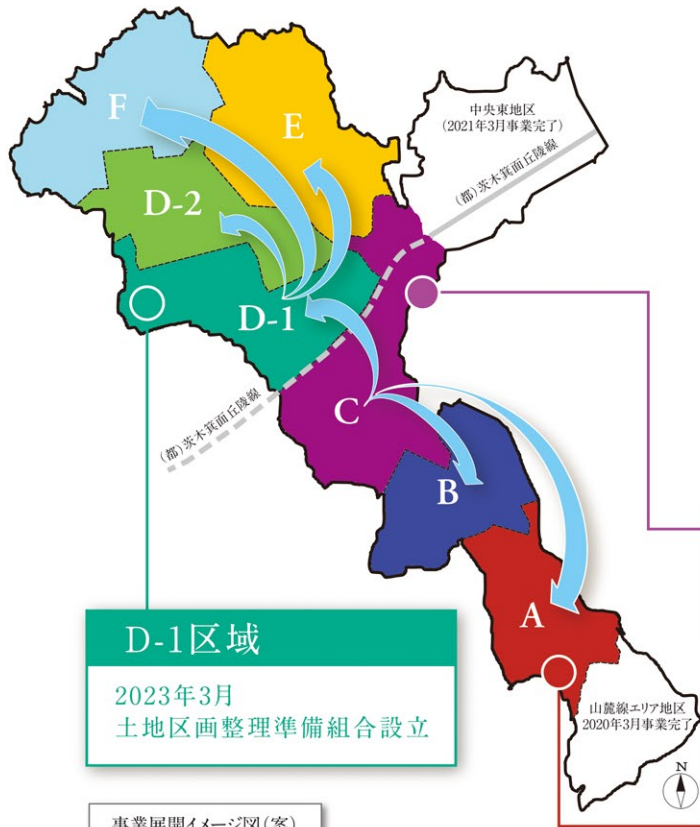 中央東地区
(2021年3月事業完了)
(都)茨木箕面丘陵線
F
E
D-2
D-1
(都)茨木箕面丘陵線
C
B
A
D-1区域
2023年3月
土地区画整理準備組合設立
山麓線エリア地区
2020年3月事業完了
N
事業展開イメージ図(案)